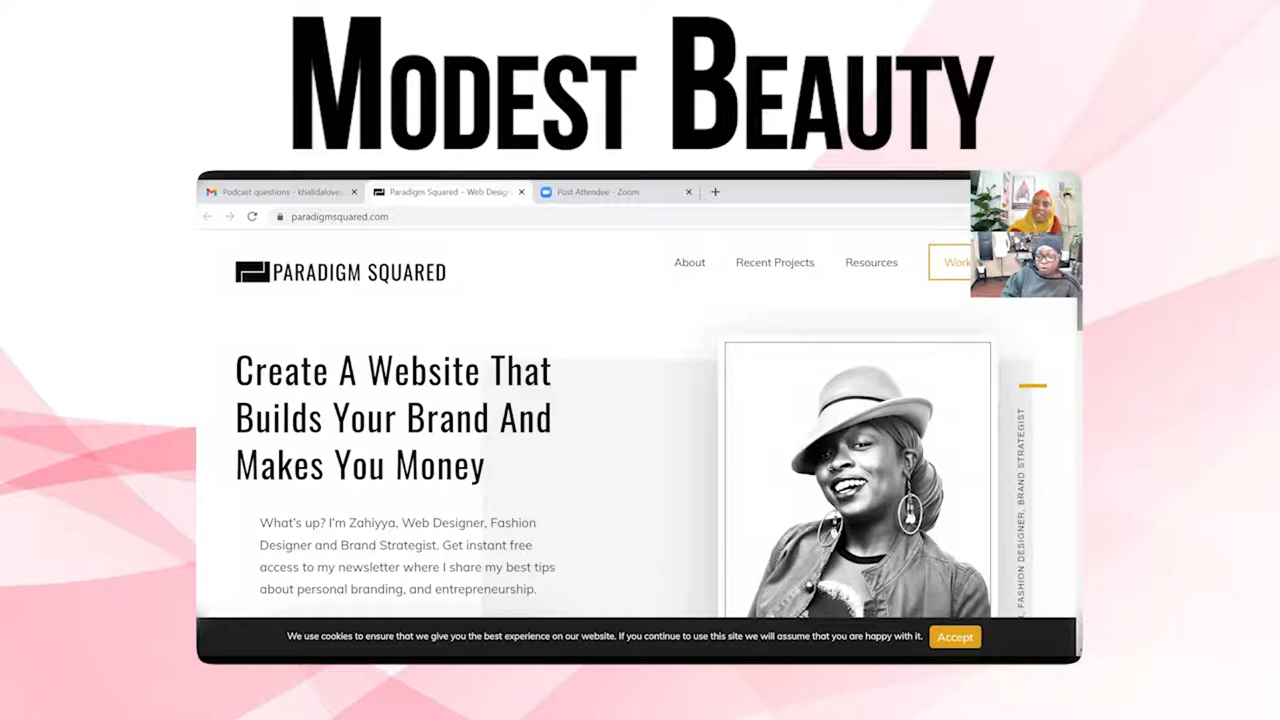 MODEST BEAUTY
Podcast questions - khalidaloves
Paradigm Squared – Web Desig
Post Attendee - Zoom
paradigmsquared.com
PARADIGM SQUARED
About
Recent Projects
Resources
Work
Create A Website That
Builds Your Brand And
Makes You Money
What's up? I'm Zahiyya, Web Designer, Fashion
Designer and Brand Strategist. Get instant free
access to my newsletter where I share my best tips
about personal branding, and entrepreneurship.
, FASHION DESIGNER, BRAND STRATEGIST
We use cookies to ensure that we give you the best experience on our website. If you continue to use this site we will assume that you are happy with it.
Accept